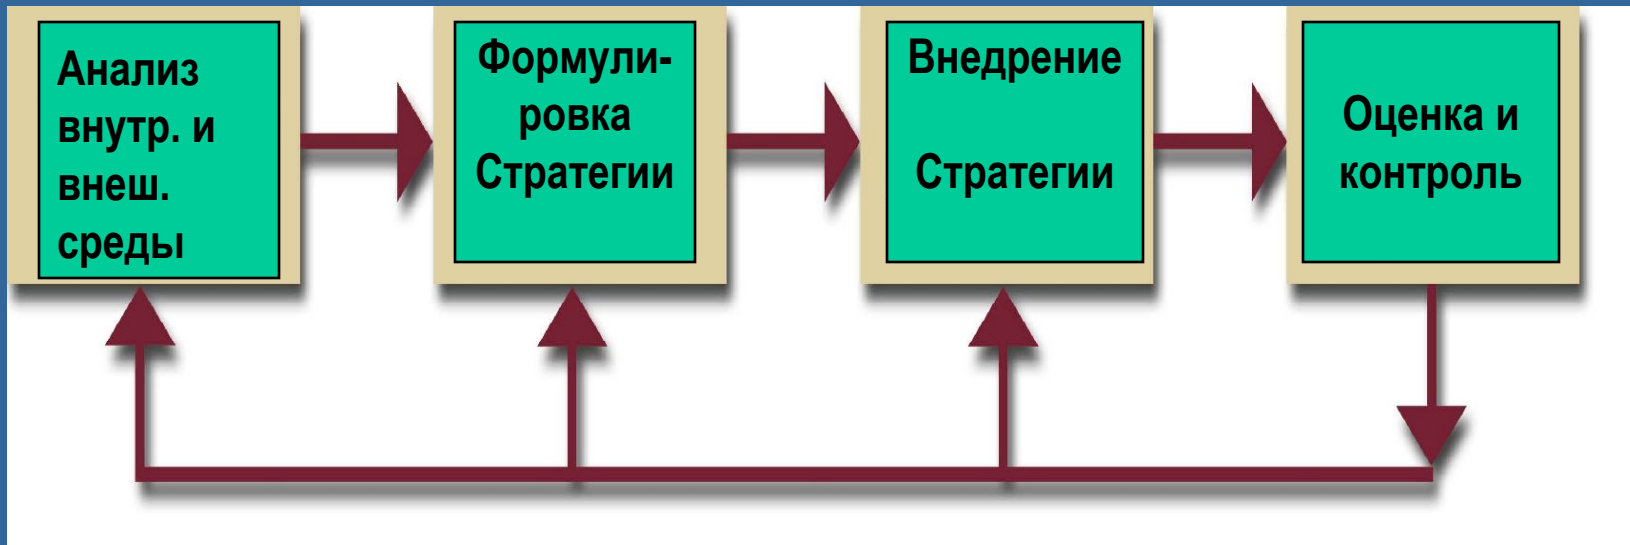 Анализ
внутр. и
внеш.
среды
Формули-
ровка
Стратегии
Внедрение
Стратегии
Оценка и
контроль